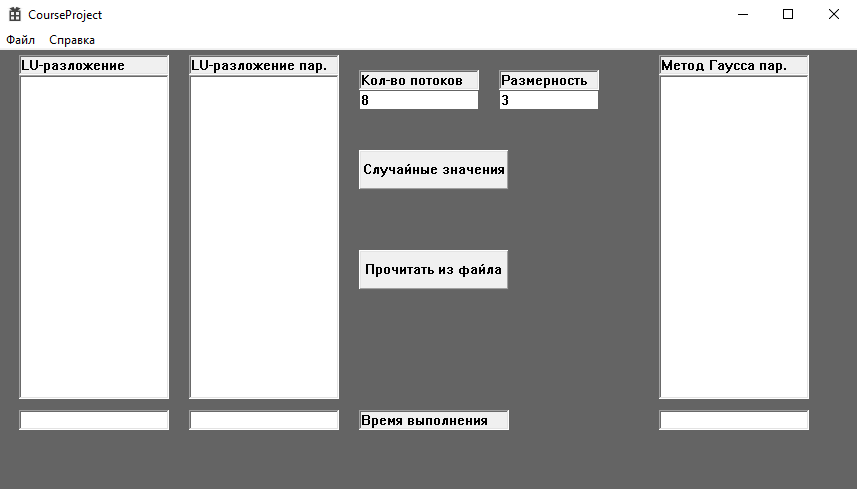 CourseProject
Файл Справка
LU-разложение
LU-разложение пар.
Кол-во потоков
Размерность
Метод Гаусса пар.
8
3
Случайные значения
Прочитать из файла
Время выполнения